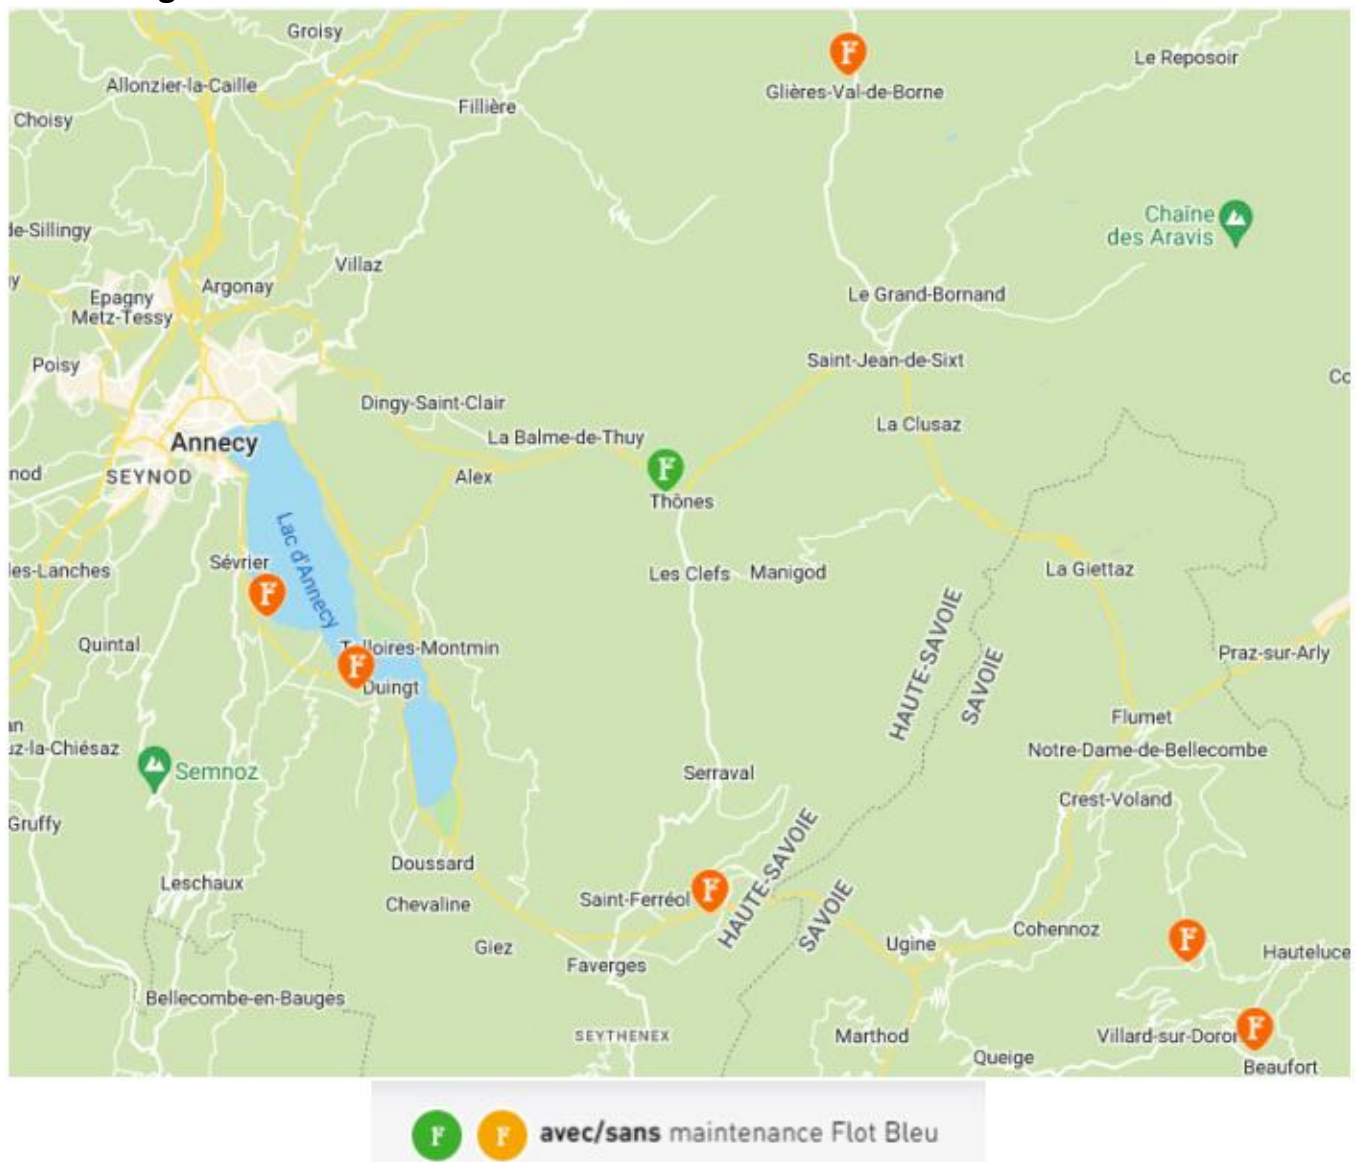 Groisy
Le Reposoir
Allonzier-la-Caille
Glières-Val-de-Borne
Fillière
Choisy
Chaîne
des Aravis
de-Sillingy
Villaz
Argonay
Epagny
Metz-Tessy
Le Grand-Bornand
Poisy
Saint-Jean-de-Sixt
Dingy-Saint-Clair
La Clusaz
Annecy
La Balme-de-Thuy
nod
SEYNOD
Alex
Thônes
Lac d'Annecy
Sévrier
les-Lanches
Les Clefs
Manigod
La Giettaz
HAUTE-SAVOIE
SAVOIE
Quintal
Talloires-Montmin
Praz-sur-Arly
Duingt
Flumet
uz-la-Chiésaz
Notre-Dame-de-Bellecombe
Semnoz
Serraval
Crest-Voland
Gruffy
HAUTE-SAVOIE
SAVOIE
Doussard
Leschaux
Saint-Ferréol
Chevaline
Cohennoz
Giez
Ugine
Hauteluce
Faverges
Bellecombe-en-Bauges
SEYTHENEX
Marthod
Villard-sur-Doron
Queige
Beaufort
F F avec/sans maintenance Flot Bleu